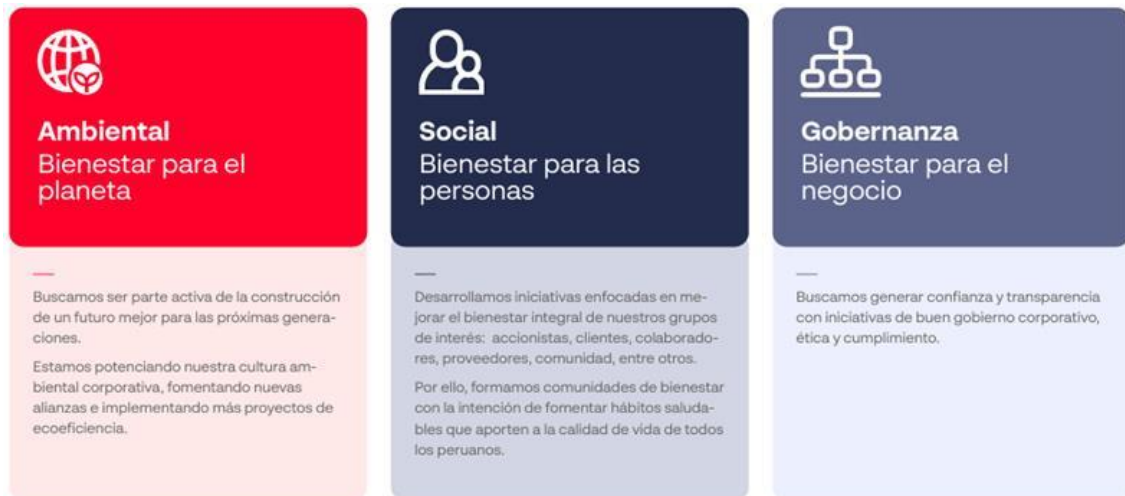 Ambiental
Bienestar para el
planeta
Buscamos ser parte activa de la construcción
de un futuro mejor para las próximas genera-
ciones.
Estamos potenciando nuestra cultura am-
biental corporativa, fomentando nuevas
alianzas e implementando más proyectos de
ecoeficiencia.
Social
Bienestar para las
personas
Desarrollamos iniciativas enfocadas en me-
jorar el bienestar integral de nuestros grupos
de interés: accionistas, clientes, colaborado-
res, proveedores, comunidad, entre otros.
Por ello, formamos comunidades de bienestar
con la intención de fomentar hábitos saluda-
bles que aporten a la calidad de vida de todos
los peruanos.
Gobernanza
Bienestar para el
negocio
Buscamos generar confianza y transparencia
con iniciativas de buen gobierno corporativo,
ética y cumplimiento.